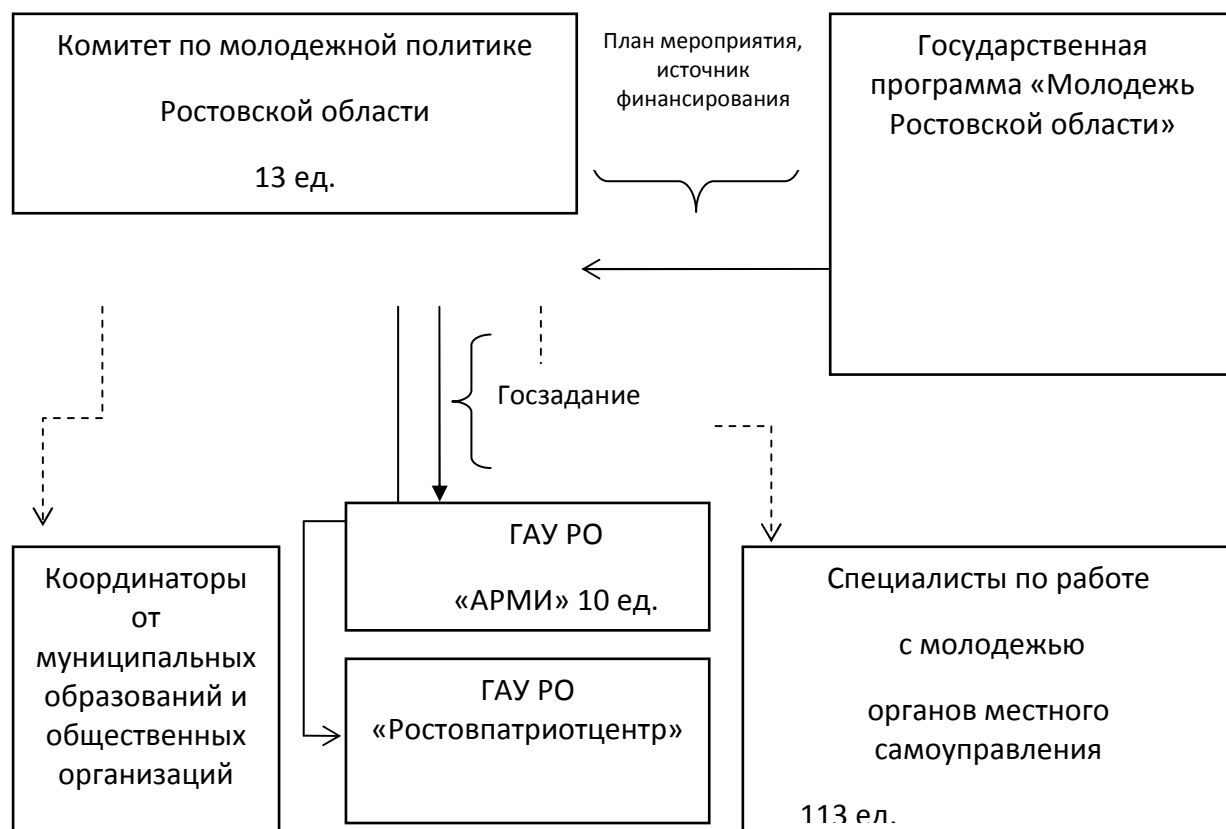 Комитет по молодежной политике
Ростовской области
13 ед.
План мероприятия,
источник
финансирования
Государственная
программа «Молодежь
Ростовской области»
Госзадание
Координаторы
от
муниципальных
образований и
общественных
организаций
ГАУ РО
«АРМИ» 10 ед.
ГАУ РО
«Ростовпатриотцентр»
Специалисты по работе
с молодежью
органов местного
самоуправления
113 ед.